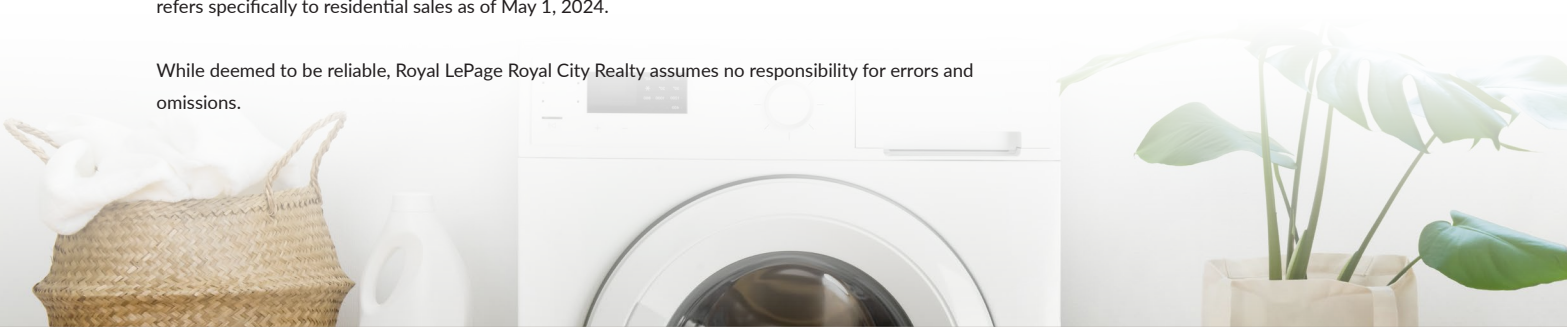 refers specifically to residential sales as of May 1, 2024.
While deemed to be reliable, Royal LePage Royal City Realty assumes no responsibility for errors and
omissions.